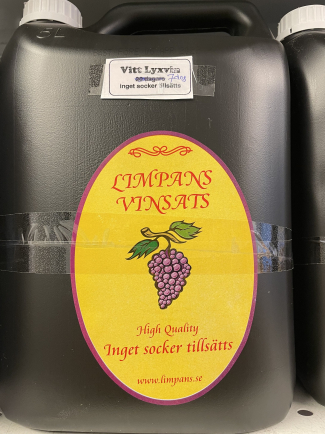 Vitt Lyxvin
Inget socker tillsätts
LIMPANS
VINSATS
High Quality
Inget socker tillsätts
www.limpans.se